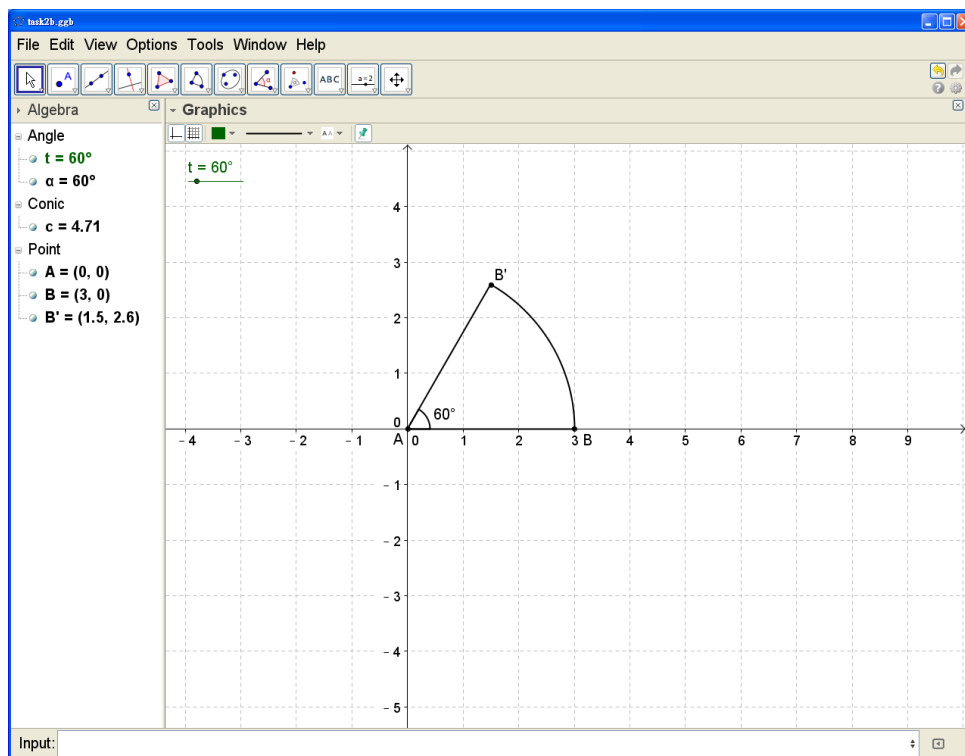 task2b.ggb
File Edit View Options Tools Window Help
A
ABC
a=2
Algebra
Graphics
A A
Angle
t = 60°
α = 60°
Conic
c = 4.71
Point
A = (0, 0)
B = (3, 0)
B' = (1.5, 2.6)
t = 60°
4
3
B'
2
1
60°
0
– 4 – 3 – 2 – 1 A 0 1 2 3 B 4 5 6 7 8 9
– 1
– 2
– 3
– 4
– 5
Input: